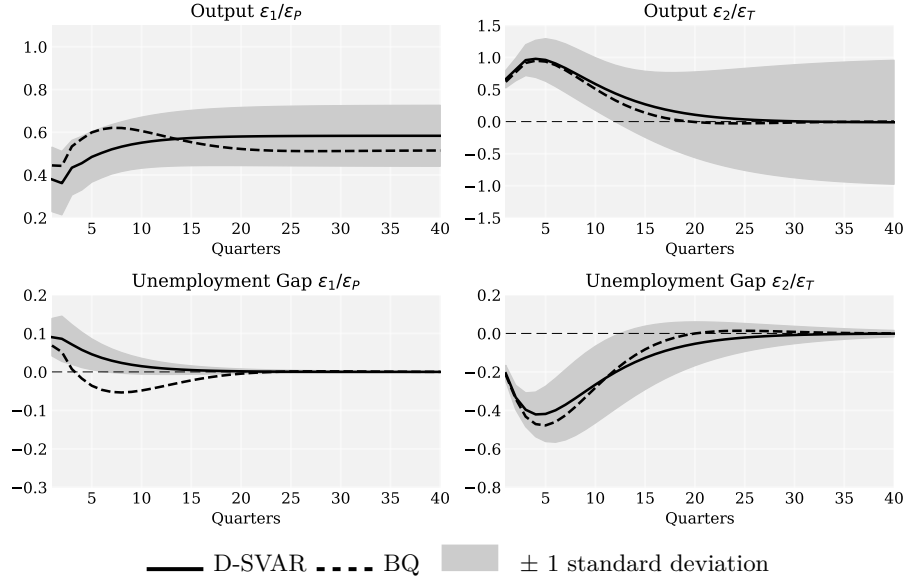 Output ε₁/ε_P
1.0
0.8
0.6
0.4
0.2
5 10 15 20 25 30 35 40
Quarters
Output ε₂/ε_T
1.5
1.0
0.5
0.0
−0.5
−1.0
−1.5
5 10 15 20 25 30 35 40
Quarters
Unemployment Gap ε₁/ε_P
0.2
0.1
0.0
−0.1
−0.2
−0.3
5 10 15 20 25 30 35 40
Quarters
Unemployment Gap ε₂/ε_T
0.2
0.0
−0.2
−0.4
−0.6
−0.8
5 10 15 20 25 30 35 40
Quarters
D-SVAR BQ ± 1 standard deviation